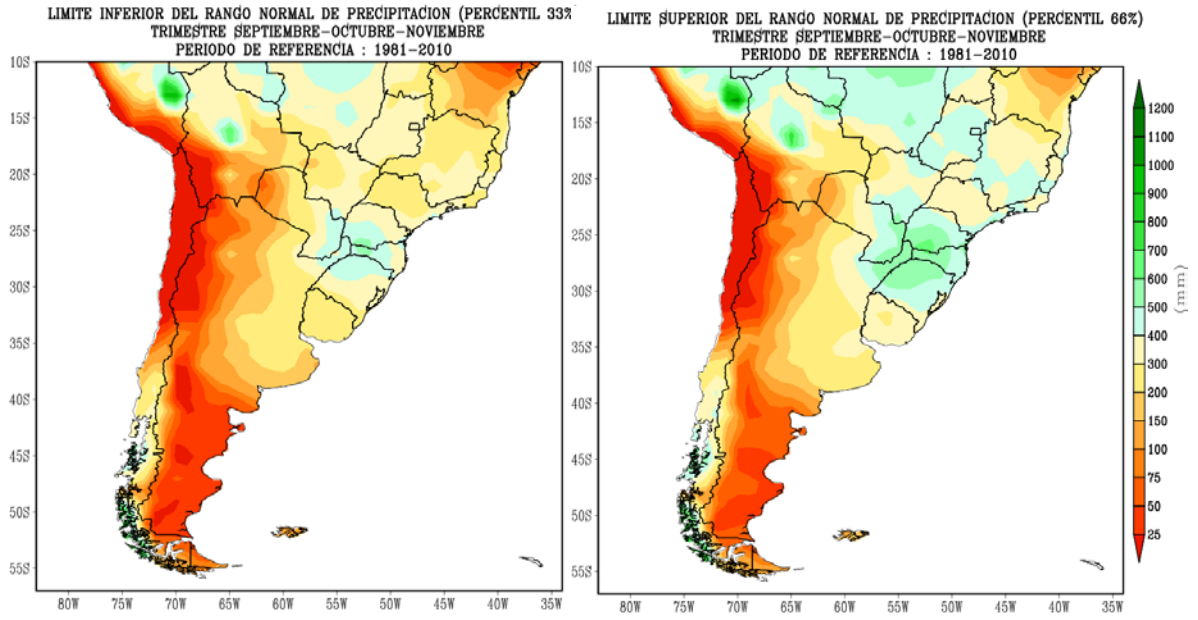 LIMITE INFERIOR DEL RANGO NORMAL DE PRECIPITACION (PERCENTIL 33%
TRIMESTRE SEPTIEMBRE-OCTUBRE-NOVIEMBRE
PERIODO DE REFERENCIA : 1981-2010
10S
15S
20S
25S
30S
35S
40S
45S
50S
55S
80W
75W
70W
65W
60W
55W
50W
45W
40W
35W
LIMITE SUPERIOR DEL RANGO NORMAL DE PRECIPITACION (PERCENTIL 66%)
TRIMESTRE SEPTIEMBRE-OCTUBRE-NOVIEMBRE
PERIODO DE REFERENCIA : 1981-2010
10S
15S
20S
25S
30S
35S
40S
45S
50S
55S
80W
75W
70W
65W
60W
55W
50W
45W
40W
35W
1200
1100
1000
900
800
700
600
500
400
300
200
150
100
75
50
25
(mm)